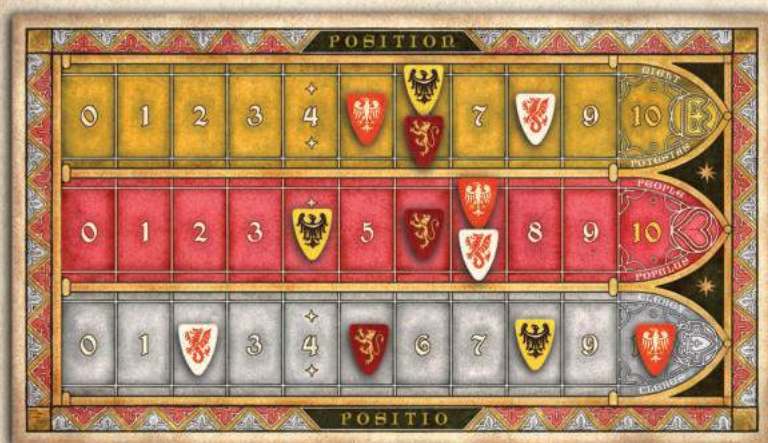 POSITION
MIGHT
0 1 2 3 4 7 9 10
POTESTAS
PEOPLE
0 1 2 3 5 8 9 10
POPULUS
CLERGY
0 1 3 4 6 7 9
CLERUS
POSITIO